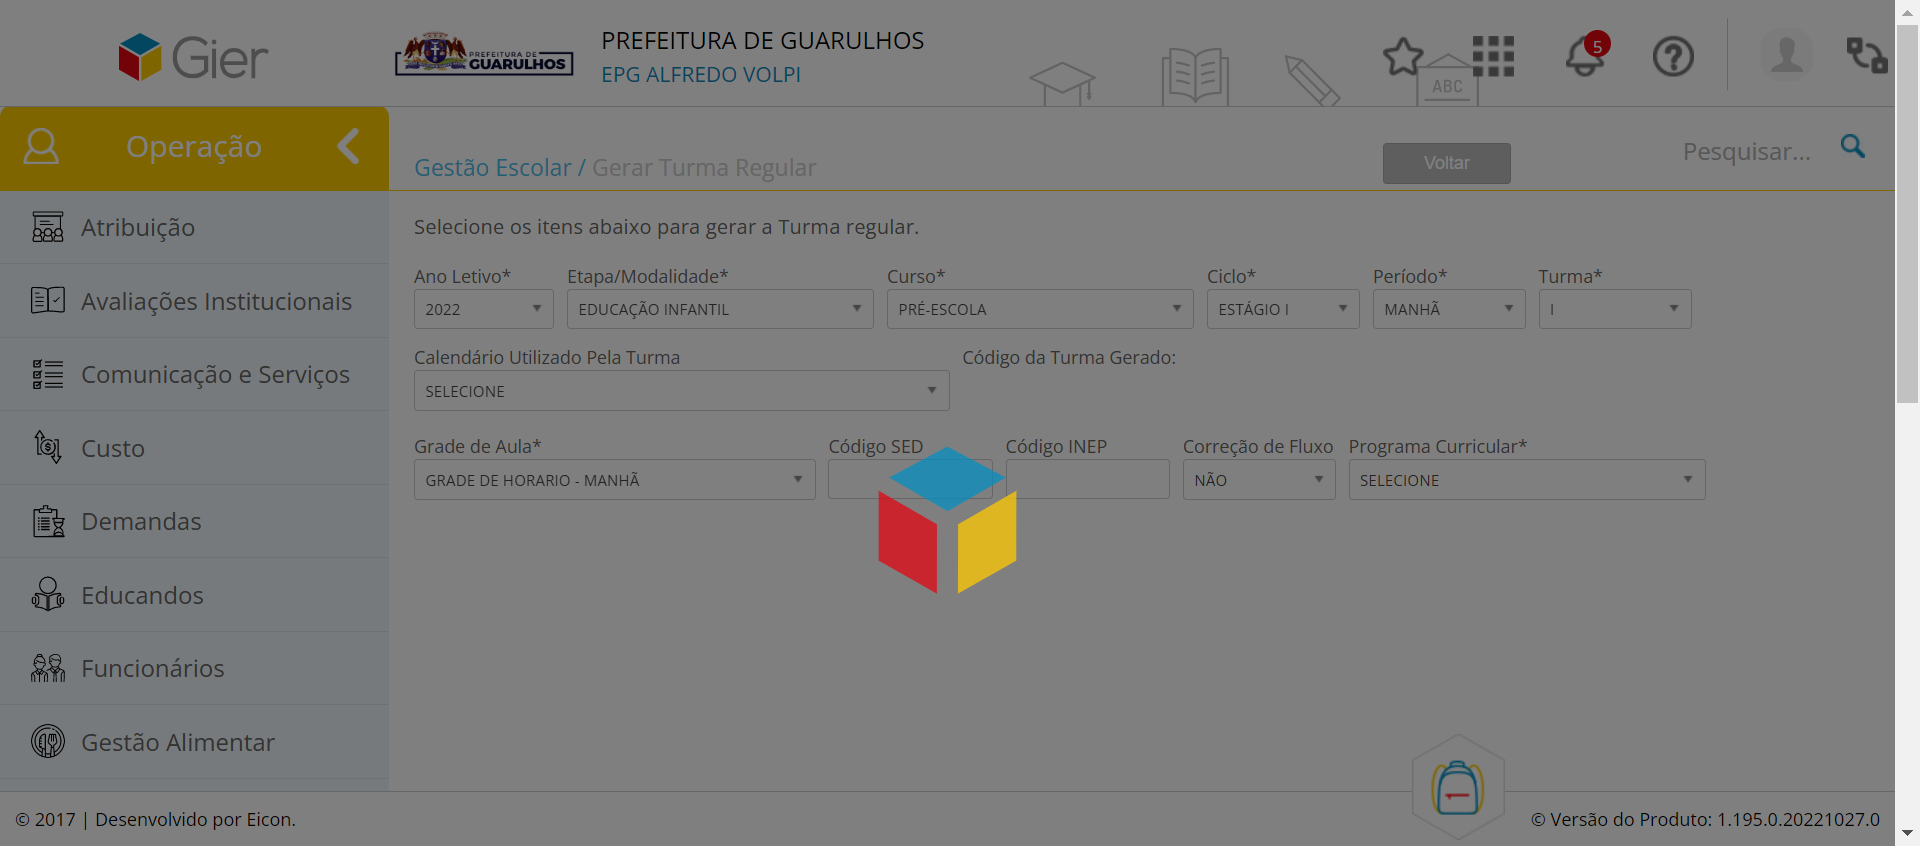 Gier
PREFEITURA DE
GUARULHOS
PREFEITURA DE GUARULHOS
EPG ALFREDO VOLPI
ABC
5
Operação
Gestão Escolar / Gerar Turma Regular
Voltar
Pesquisar...
Atribuição
Avaliações Institucionais
Comunicação e Serviços
Custo
Demandas
Educandos
Funcionários
Gestão Alimentar
Selecione os itens abaixo para gerar a Turma regular.
Ano Letivo* Etapa/Modalidade* Curso* Ciclo* Período* Turma*
2022 EDUCAÇÃO INFANTIL PRÉ-ESCOLA ESTÁGIO I MANHÃ I
Calendário Utilizado Pela Turma Código da Turma Gerado:
SELECIONE
Grade de Aula* Código SED Código INEP Correção de Fluxo Programa Curricular*
GRADE DE HORARIO - MANHÃ NÃO SELECIONE
© 2017 | Desenvolvido por Eicon.
© Versão do Produto: 1.195.0.20221027.0